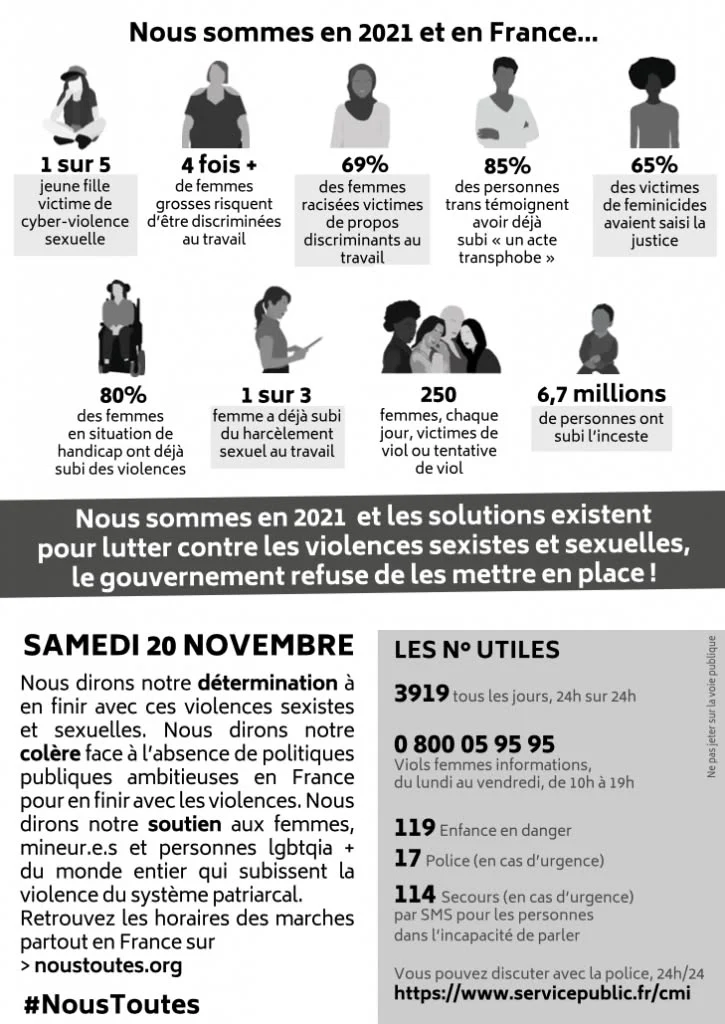 Nous sommes en 2021 et en France...
1 sur 5
jeune fille
victime de
cyber-violence
sexuelle
4 fois +
de femmes
grosses risquent
d'être discriminées
au travail
69%
des femmes
racisées victimes
de propos
discriminants au
travail
85%
des personnes
trans témoignent
avoir déjà
subi « un acte
transphobe »
65%
des victimes
de feminicides
avaient saisi la
justice
80%
des femmes
en situation de
handicap ont déjà
subi des violences
1 sur 3
femme a déjà subi
du harcèlement
sexuel au travail
250
femmes, chaque
jour, victimes de
viol ou tentative
de viol
6,7 millions
de personnes ont
subi l'inceste
Nous sommes en 2021 et les solutions existent
pour lutter contre les violences sexistes et sexuelles,
le gouvernement refuse de les mettre en place !
SAMEDI 20 NOVEMBRE
Nous dirons notre détermination à
en finir avec ces violences sexistes
et sexuelles. Nous dirons notre
colère face à l'absence de politiques
publiques ambitieuses en France
pour en finir avec les violences. Nous
dirons notre soutien aux femmes,
mineur.e.s et personnes lgbtqia +
du monde entier qui subissent la
violence du système patriarcal.
Retrouvez les horaires des marches
partout en France sur
> noustoutes.org
#NousToutes
LES Nº UTILES
3919 tous les jours, 24h sur 24h
0 800 05 95 95
Viols femmes informations,
du lundi au vendredi, de 10h à 19h
119 Enfance en danger
17 Police (en cas d'urgence)
114 Secours (en cas d'urgence)
par SMS pour les personnes
dans l'incapacité de parler
Vous pouvez discuter avec la police, 24h/24
https://www.servicepublic.fr/cmi
Ne pas jeter sur la voie publique